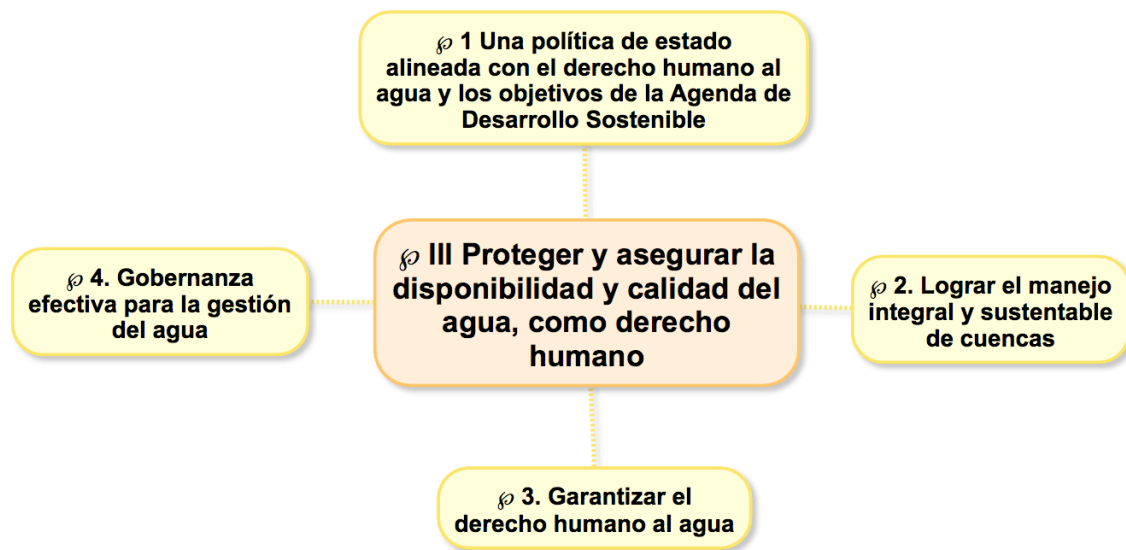 ℘ 1 Una política de estado
alineada con el derecho humano al
agua y los objetivos de la Agenda de
Desarrollo Sostenible
℘ III Proteger y asegurar la
disponibilidad y calidad del
agua, como derecho
humano
℘ 4. Gobernanza
efectiva para la gestión
del agua
℘ 2. Lograr el manejo
integral y sustentable
de cuencas
℘ 3. Garantizar el
derecho humano al agua